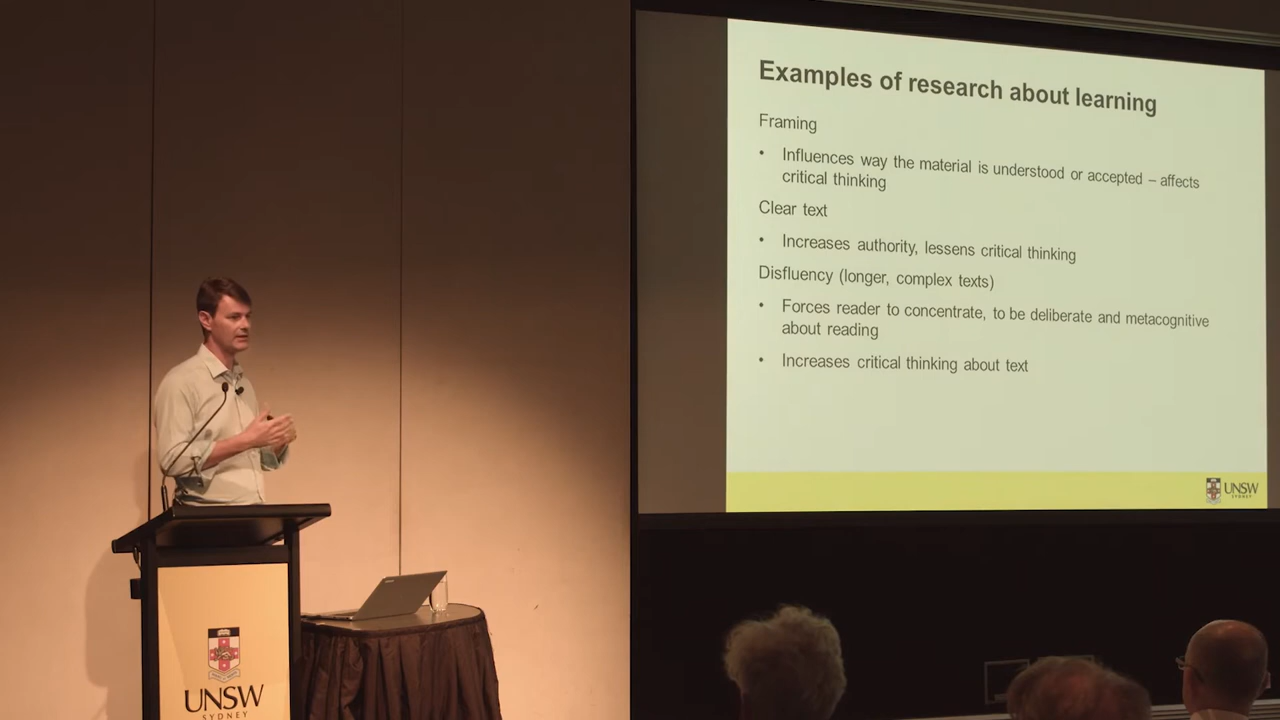 Examples of research about learning
Framing
• Influences way the material is understood or accepted – affects
critical thinking
Clear text
• Increases authority, lessens critical thinking
Disfluency (longer, complex texts)
• Forces reader to concentrate, to be deliberate and metacognitive
about reading
• Increases critical thinking about text
UNSW
SYDNEY
UNSW
SYDNEY